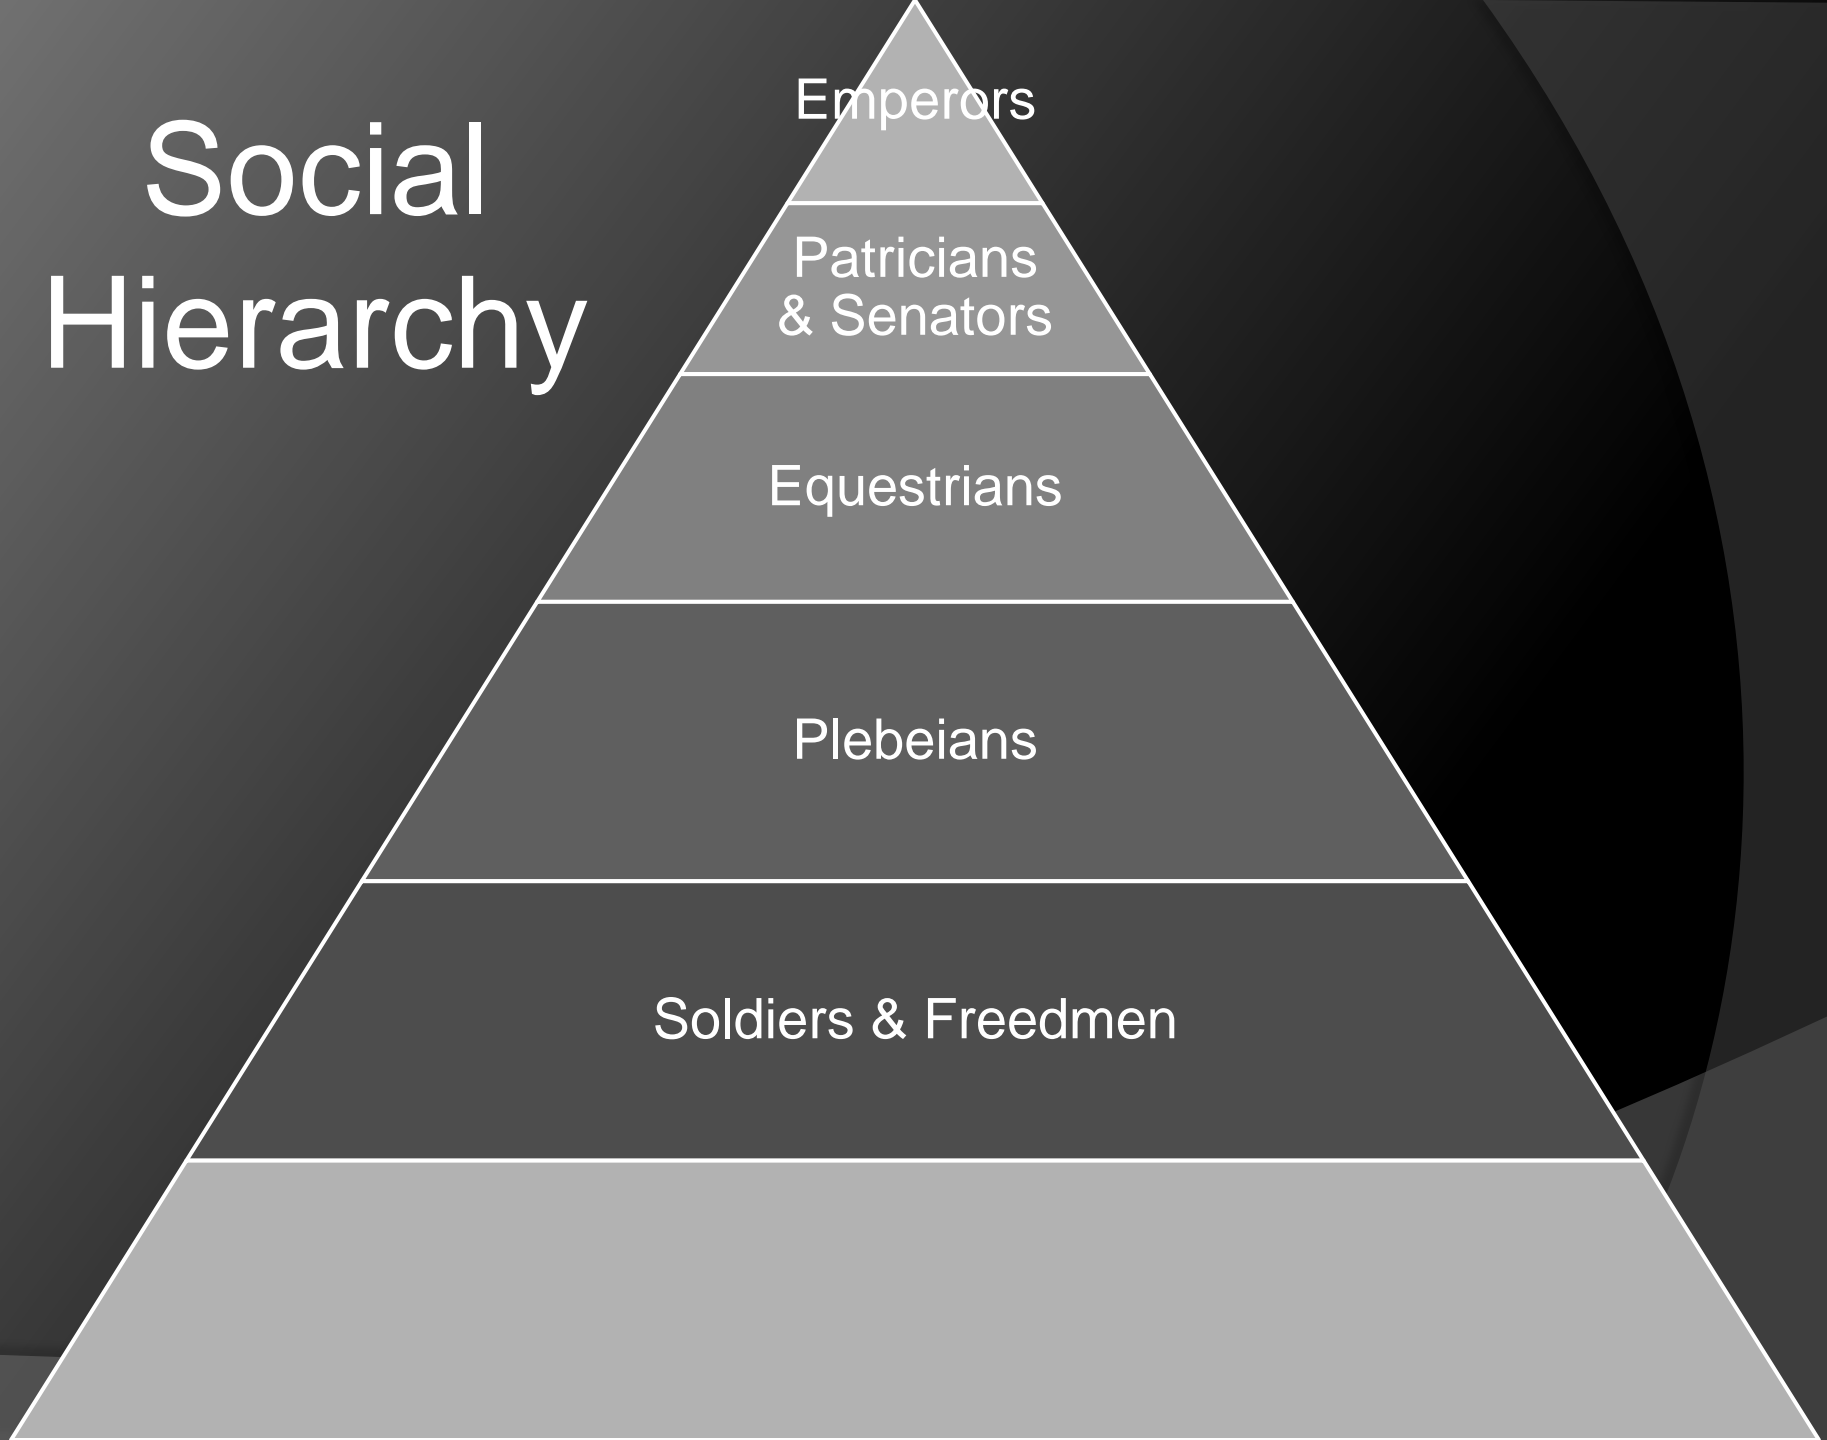 Social
Hierarchy
Emperors
Patricians
& Senators
Equestrians
Plebeians
Soldiers & Freedmen